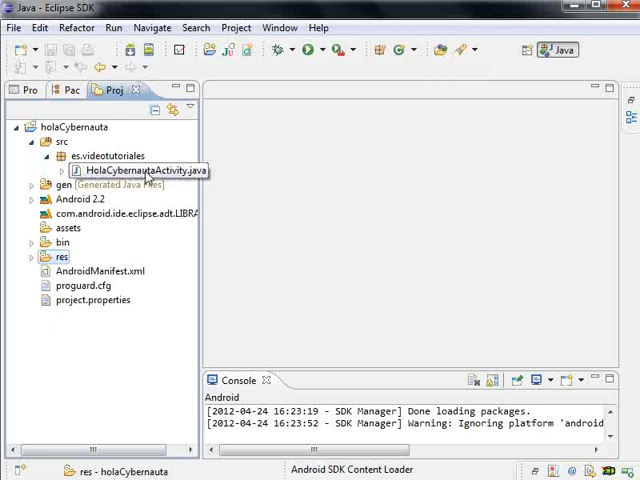 Java - Eclipse SDK
File Edit Refactor Run Navigate Search Project Window Help
Java
Pro Pac Proj
holaCybernauta
src
es.videotutoriales
HolaCybernautaActivity.java
gen [Generated Java Files]
Android 2.2
com.android.ide.eclipse.adt.LIBRA
assets
bin
res
AndroidManifest.xml
proguard.cfg
project.properties
Console
Android
[2012-04-24 16:23:19 - SDK Manager] Done loading packages.
[2012-04-24 16:23:52 - SDK Manager] Warning: Ignoring platform 'android
res - holaCybernauta
Android SDK Content Loader